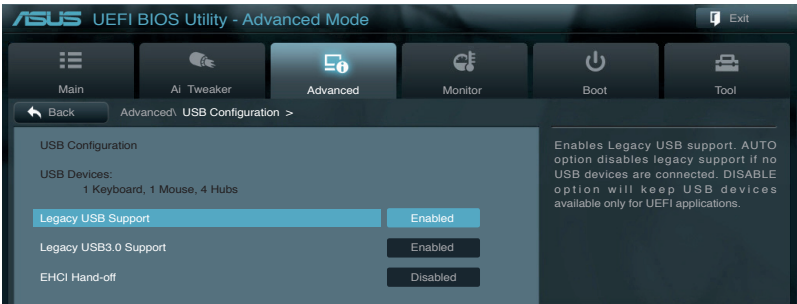 ASUS UEFI BIOS Utility - Advanced Mode
Exit
Main
Ai Tweaker
Advanced
Monitor
Boot
Tool
Back
Advanced\ USB Configuration >
USB Configuration
USB Devices:
1 Keyboard, 1 Mouse, 4 Hubs
Legacy USB Support Enabled
Legacy USB3.0 Support Enabled
EHCI Hand-off Disabled
Enables Legacy USB support. AUTO
option disables legacy support if no
USB devices are connected. DISABLE
option will keep USB devices
available only for UEFI applications.